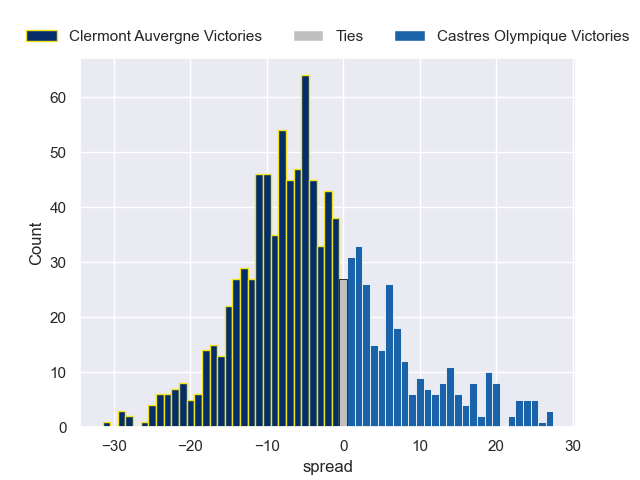 Clermont Auvergne Victories Ties Castres Olympique Victories
60
50
40
30
20
10
0
Count
−30 −20 −10 0 10 20 30
spread